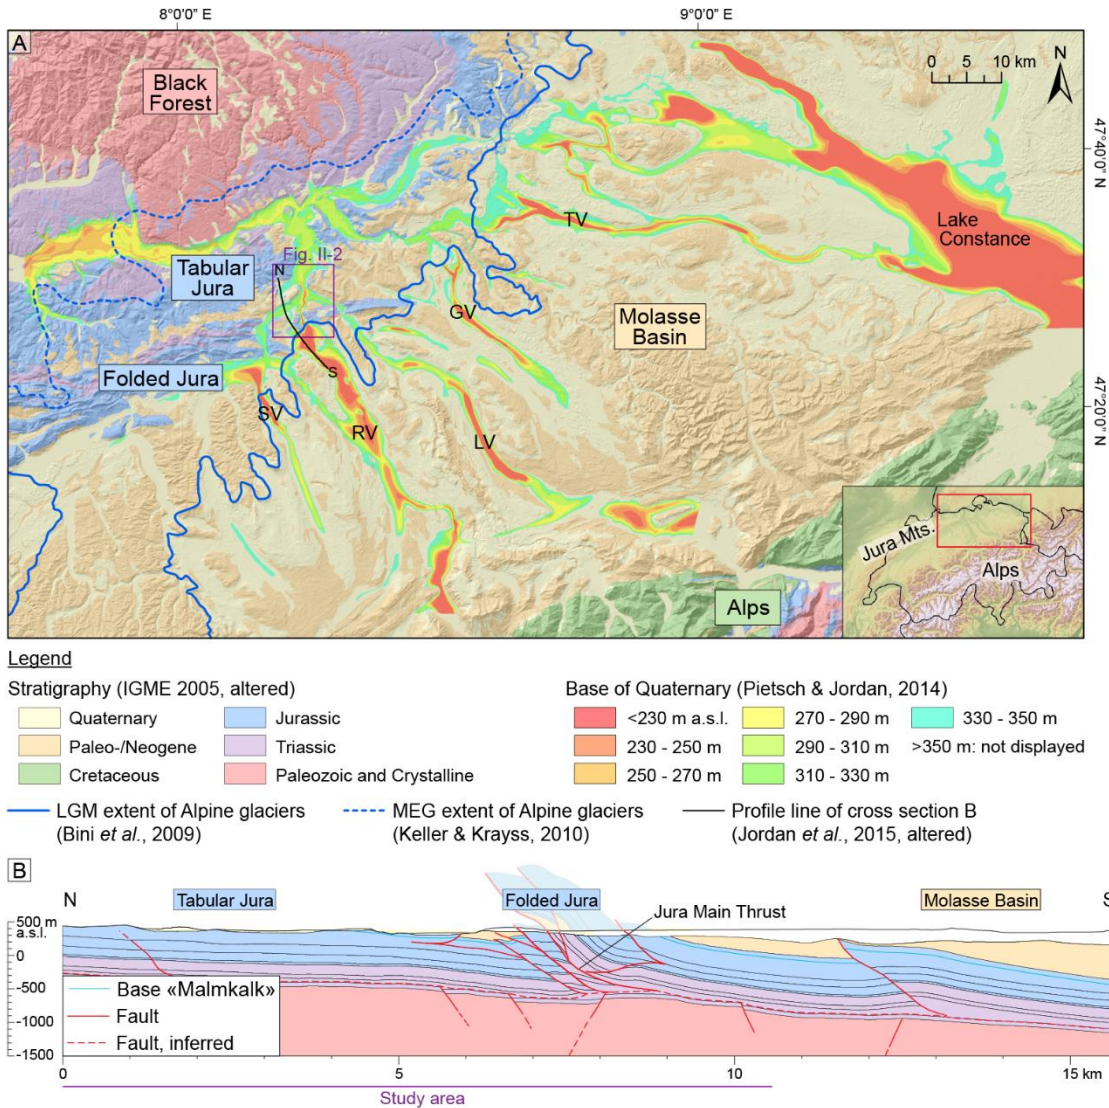 8°0'0" E
9°0'0" E
A
Black
Forest
0 5 10 km
N
47°40'0" N
Lake
Constance
TV
Fig. II-2
N
Tabular
Jura
GV
Molasse
Basin
Folded Jura
S
SV
RV
LV
47°20'0" N
Jura Mts.
Alps
Alps
Legend
Stratigraphy (IGME 2005, altered)
Quaternary
Paleo-/Neogene
Cretaceous
Jurassic
Triassic
Paleozoic and Crystalline
Base of Quaternary (Pietsch & Jordan, 2014)
<230 m a.s.l.
230 - 250 m
250 - 270 m
270 - 290 m
290 - 310 m
310 - 330 m
330 - 350 m
>350 m: not displayed
LGM extent of Alpine glaciers
(Bini et al., 2009)
MEG extent of Alpine glaciers
(Keller & Krayss, 2010)
Profile line of cross section B
(Jordan et al., 2015, altered)
B
N
Tabular Jura
Folded Jura
Jura Main Thrust
Molasse Basin
S
500 m
a.s.l.
0
-500
-1000
-1500
Base «Malmkalk»
Fault
Fault, inferred
0 5 10 15 km
Study area